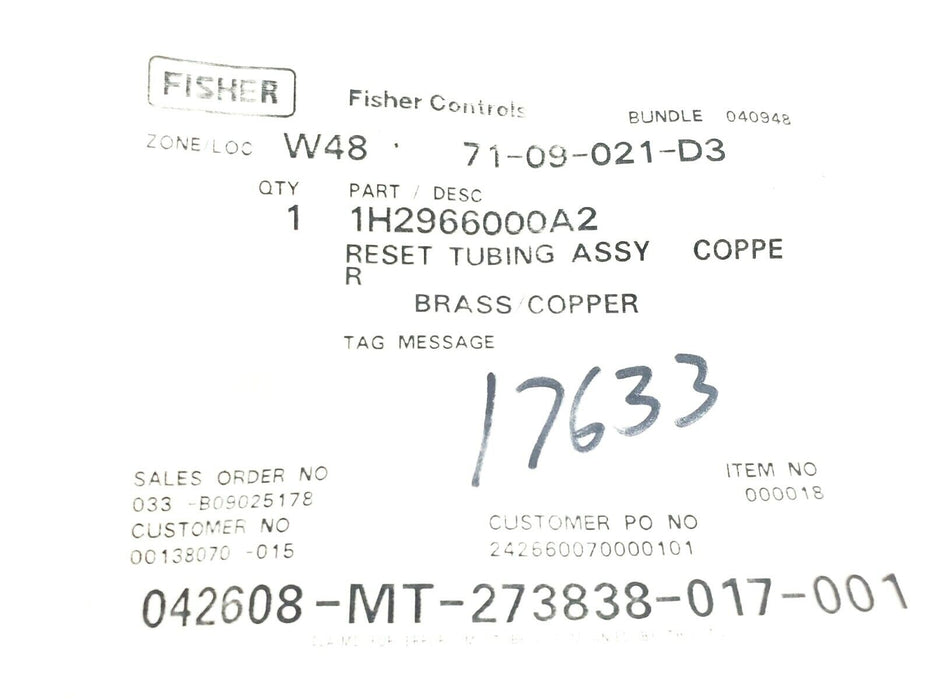 FISHER Fisher Controls BUNDLE 040948
ZONE/LOC W48 71-09-021-D3
QTY PART / DESC
1 1H2966000A2
RESET TUBING ASSY COPPE
R
BRASS/COPPER
TAG MESSAGE
17633
SALES ORDER NO ITEM NO
033 -B09025178 000018
CUSTOMER NO CUSTOMER PO NO
00138070 -015 242660070000101
042608-MT-273838-017-001
CLAIMS FOR